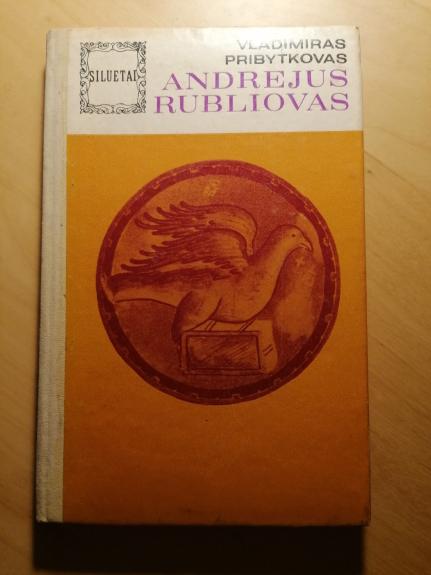 SILUETAI
VLADIMIRAS
PRIBYTKOVAS
ANDREJUS
RUBLIOVAS